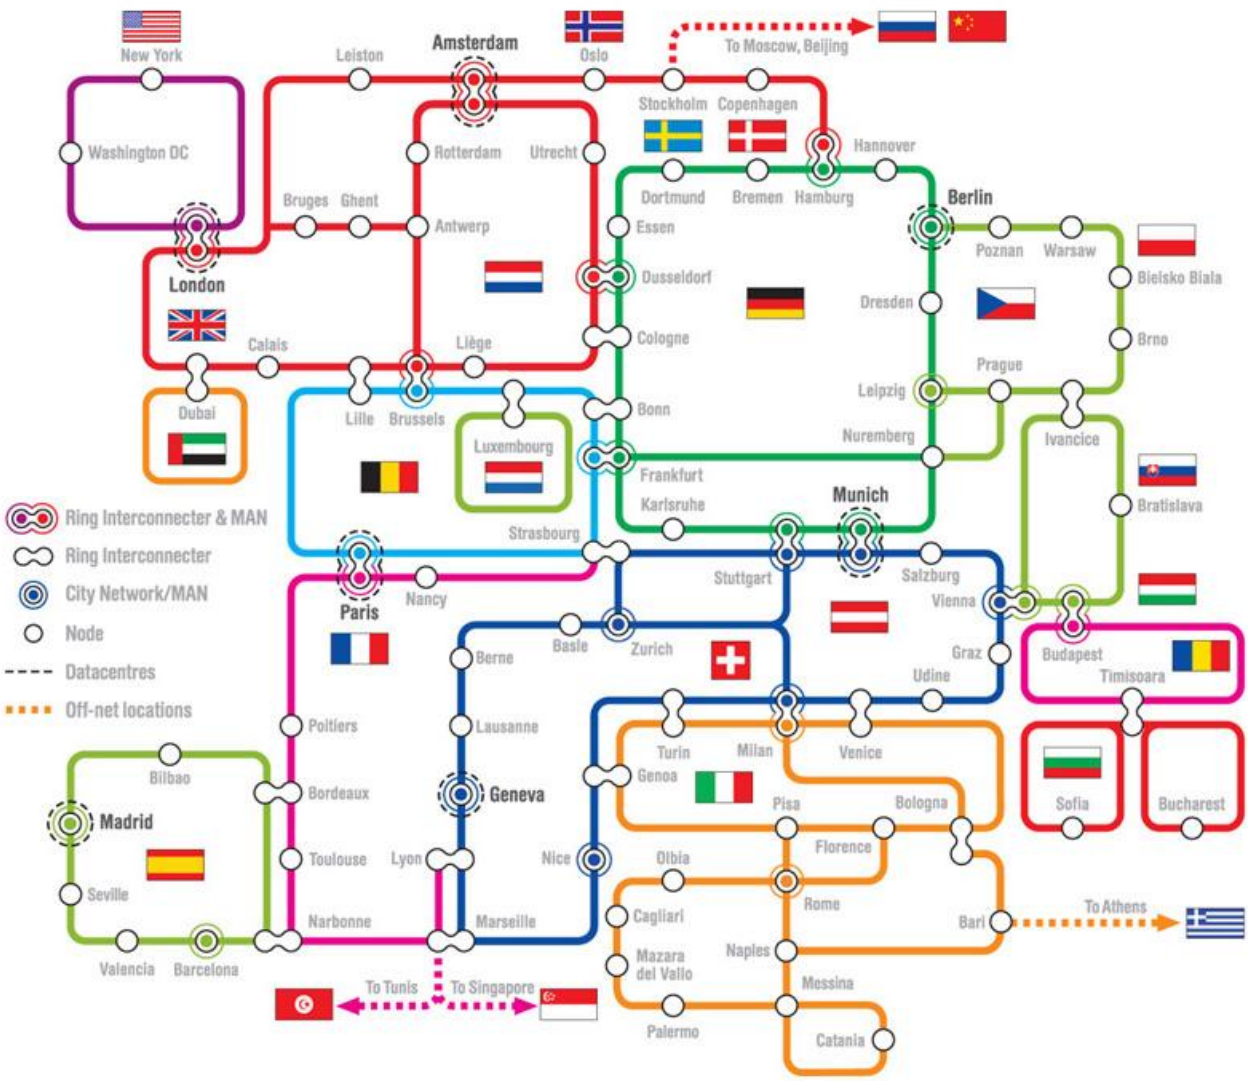 New York
Leiston
Amsterdam
Oslo
To Moscow, Beijing
Stockholm
Copenhagen
Washington DC
Rotterdam
Utrecht
Hannover
Dortmund
Bremen
Hamburg
Berlin
Bruges
Ghent
Antwerp
Essen
Poznan
Warsaw
London
Dusseldorf
Bielsko Biala
Dresden
Calais
Liège
Cologne
Brno
Prague
Dubai
Lille
Brussels
Bonn
Leipzig
Luxembourg
Nuremberg
Ivancice
Frankfurt
Karlsruhe
Munich
Bratislava
Ring Interconnecter & MAN
Strasbourg
Ring Interconnecter
Stuttgart
Salzburg
City Network/MAN
Paris
Nancy
Vienna
Node
Basle
Zurich
Berne
Graz
Budapest
Datacentres
Udine
Timisoara
Off-net locations
Poitiers
Lausanne
Turin
Milan
Venice
Bilbao
Genoa
Bordeaux
Geneva
Pisa
Bologna
Sofia
Bucharest
Madrid
Florence
Toulouse
Lyon
Nice
Olbia
Seville
Rome
Narbonne
Marseille
Cagliari
Bari
To Athens
Valencia
Barcelona
Naples
Mazara
del Vallo
To Tunis
To Singapore
Messina
Palermo
Catania